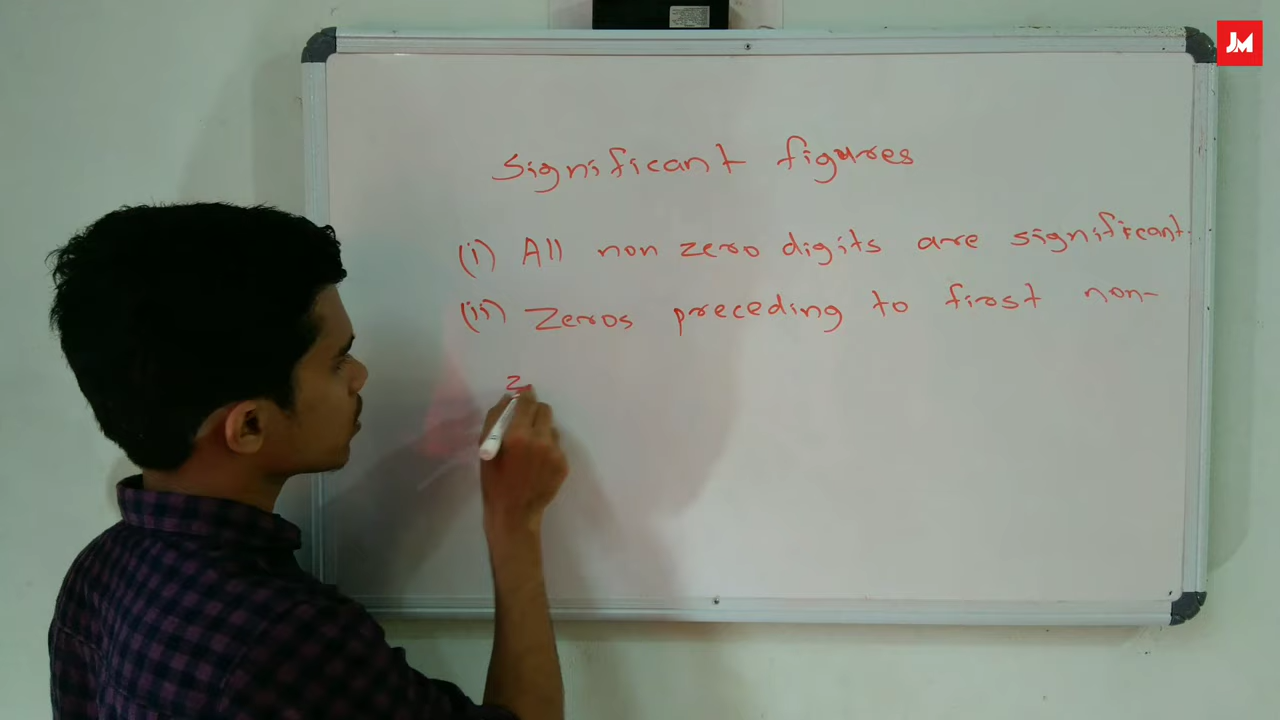 JM
Significant figures
(i) All non zero digits are significant.
(ii) Zeros preceding to first non-
z